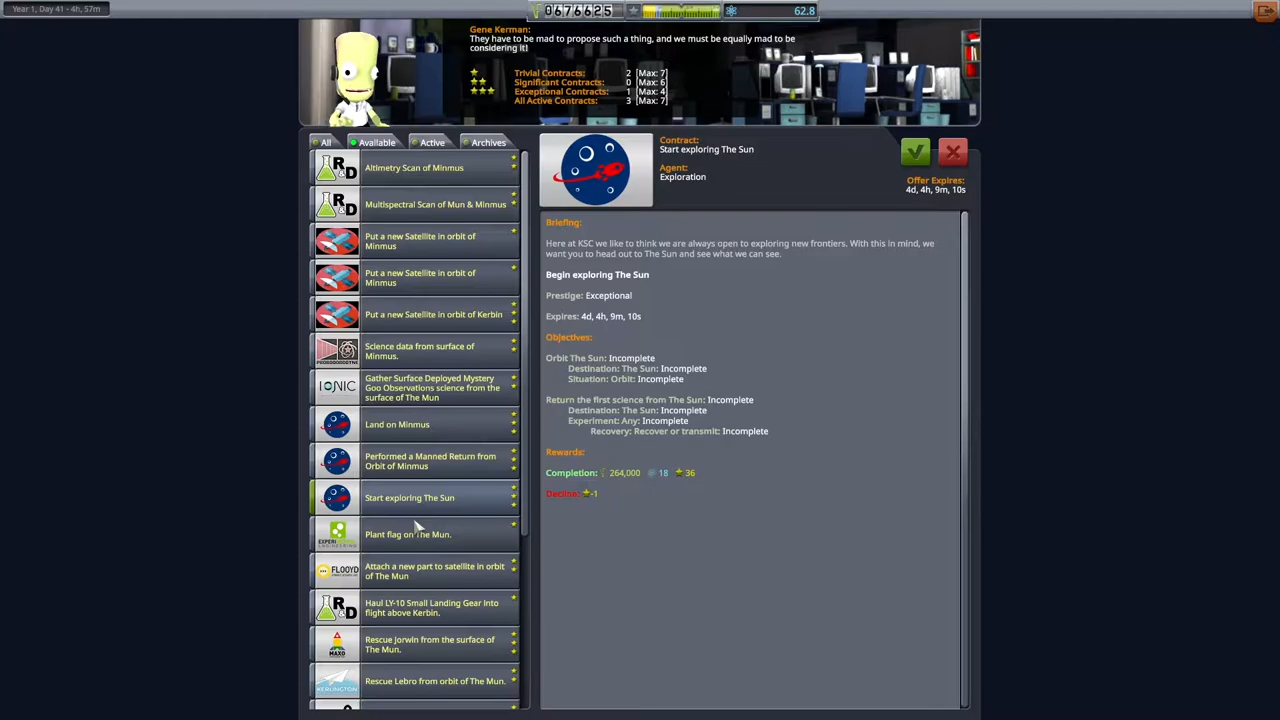 Year 1, Day 41 - 4h, 57m
0676625
62.8
Gene Kerman:
They have to be mad to propose such a thing, and we must be equally mad to be
considering it!
Trivial Contracts: 2 [Max: 7]
Significant Contracts: 0 [Max: 6]
Exceptional Contracts: 1 [Max: 4]
All Active Contracts: 3 [Max: 7]
All
Available
Active
Archives
R&D
Altimetry Scan of Minmus
R&D
Multispectral Scan of Mun & Minmus
Put a new Satellite in orbit of
Minmus
Put a new Satellite in orbit of
Minmus
Put a new Satellite in orbit of Kerbin
Science data from surface of
Minmus.
IONIC
Gather Surface Deployed Mystery
Goo Observations science from the
surface of The Mun
Land on Minmus
Performed a Manned Return from
Orbit of Minmus
Start exploring The Sun
Plant flag on The Mun.
FLOOYD
Attach a new part to satellite in orbit
of The Mun
R&D
Haul LY-10 Small Landing Gear into
flight above Kerbin.
MAXO
Rescue Jorwin from the surface of
The Mun.
KERLINGTON
Rescue Lebro from orbit of The Mun.
Contract:
Start exploring The Sun
Agent:
Exploration
Offer Expires:
4d, 4h, 9m, 10s
Briefing:
Here at KSC we like to think we are always open to exploring new frontiers. With this in mind, we
want you to head out to The Sun and see what we can see.
Begin exploring The Sun
Prestige: Exceptional
Expires: 4d, 4h, 9m, 10s
Objectives:
Orbit The Sun: Incomplete
Destination: The Sun: Incomplete
Situation: Orbit: Incomplete
Return the first science from The Sun: Incomplete
Destination: The Sun: Incomplete
Experiment: Any: Incomplete
Recovery: Recover or transmit: Incomplete
Rewards:
Completion: 264,000 18 36
Decline: -1